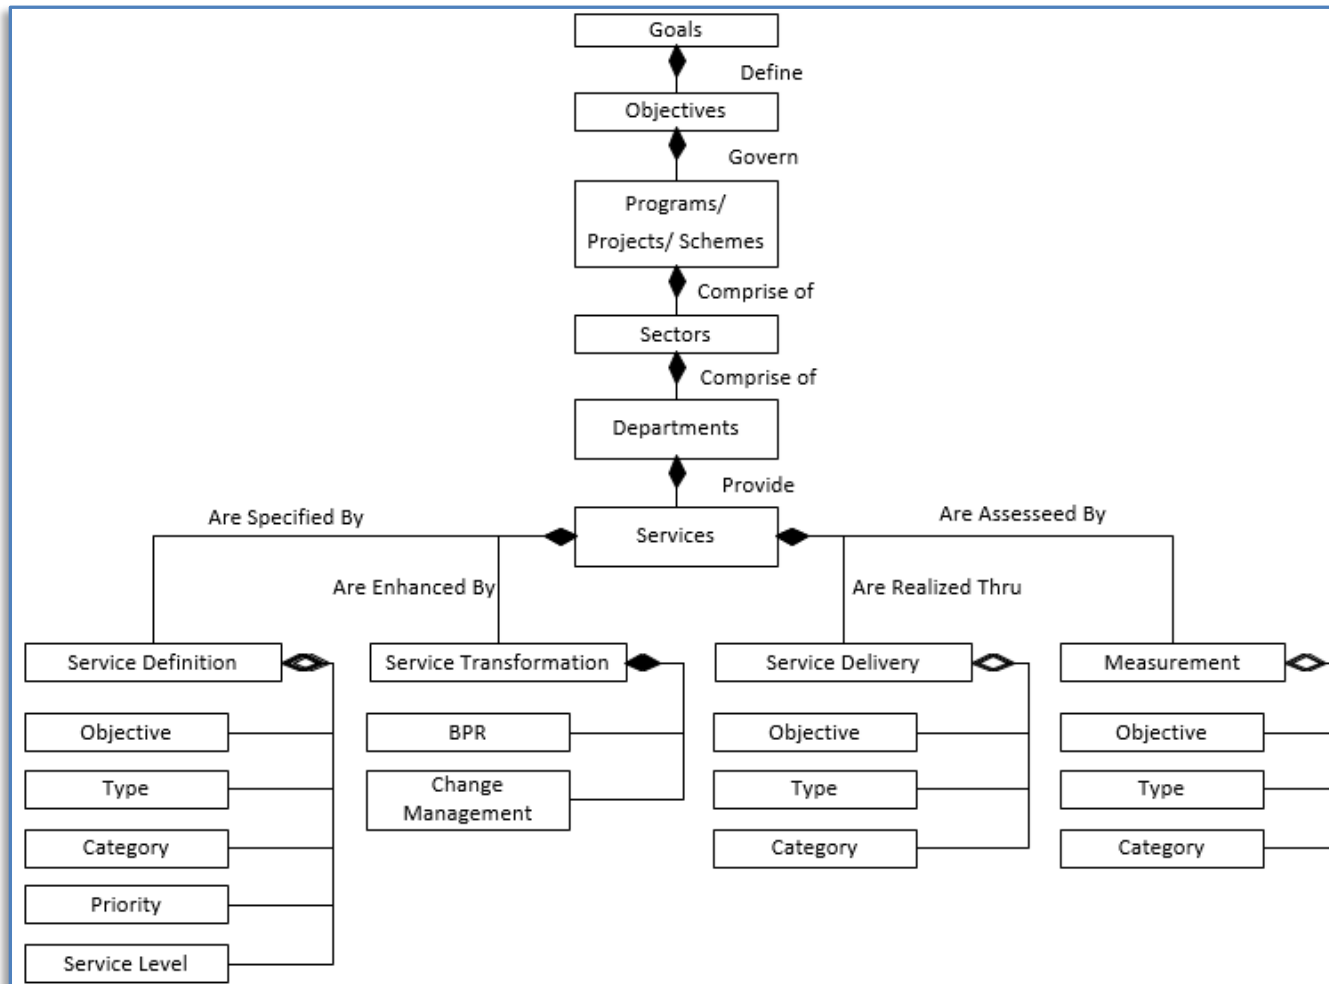 Goals
Define
Objectives
Govern
Programs/
Projects/ Schemes
Comprise of
Sectors
Comprise of
Departments
Provide
Services
Are Specified By
Are Assesseed By
Are Enhanced By
Are Realized Thru
Service Definition
Service Transformation
Service Delivery
Measurement
Objective
BPR
Objective
Objective
Type
Change
Management
Type
Type
Category
Category
Category
Priority
Service Level